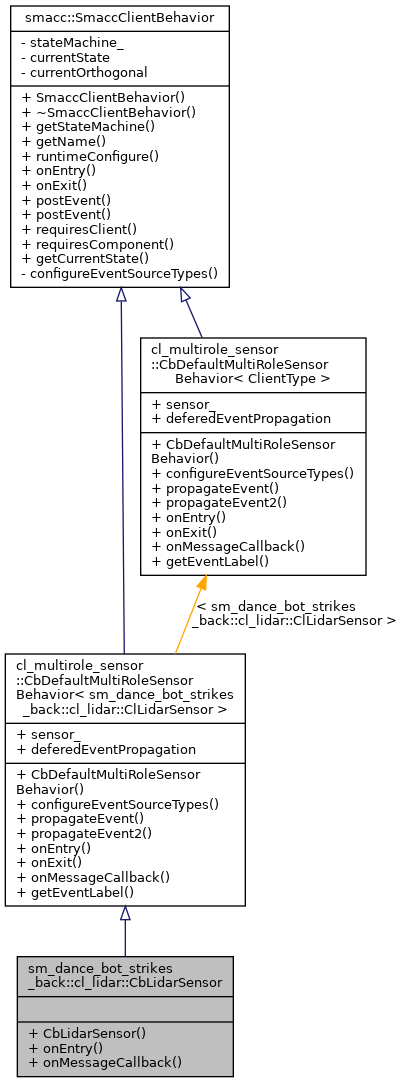 smacc::SmaccClientBehavior
- stateMachine_
- currentState
- currentOrthogonal
+ SmaccClientBehavior()
+ ~SmaccClientBehavior()
+ getStateMachine()
+ getName()
+ runtimeConfigure()
+ onEntry()
+ onExit()
+ postEvent()
+ postEvent()
+ requiresClient()
+ requiresComponent()
+ getCurrentState()
- configureEventSourceTypes()
cl_multirole_sensor
::CbDefaultMultiRoleSensor
Behavior< ClientType >
+ sensor_
+ deferedEventPropagation
+ CbDefaultMultiRoleSensor
Behavior()
+ configureEventSourceTypes()
+ propagateEvent()
+ propagateEvent2()
+ onEntry()
+ onExit()
+ onMessageCallback()
+ getEventLabel()
< sm_dance_bot_strikes
_back::cl_lidar::ClLidarSensor >
cl_multirole_sensor
::CbDefaultMultiRoleSensor
Behavior< sm_dance_bot_strikes
_back::cl_lidar::ClLidarSensor >
+ sensor_
+ deferedEventPropagation
+ CbDefaultMultiRoleSensor
Behavior()
+ configureEventSourceTypes()
+ propagateEvent()
+ propagateEvent2()
+ onEntry()
+ onExit()
+ onMessageCallback()
+ getEventLabel()
sm_dance_bot_strikes
_back::cl_lidar::CbLidarSensor
+ CbLidarSensor()
+ onEntry()
+ onMessageCallback()